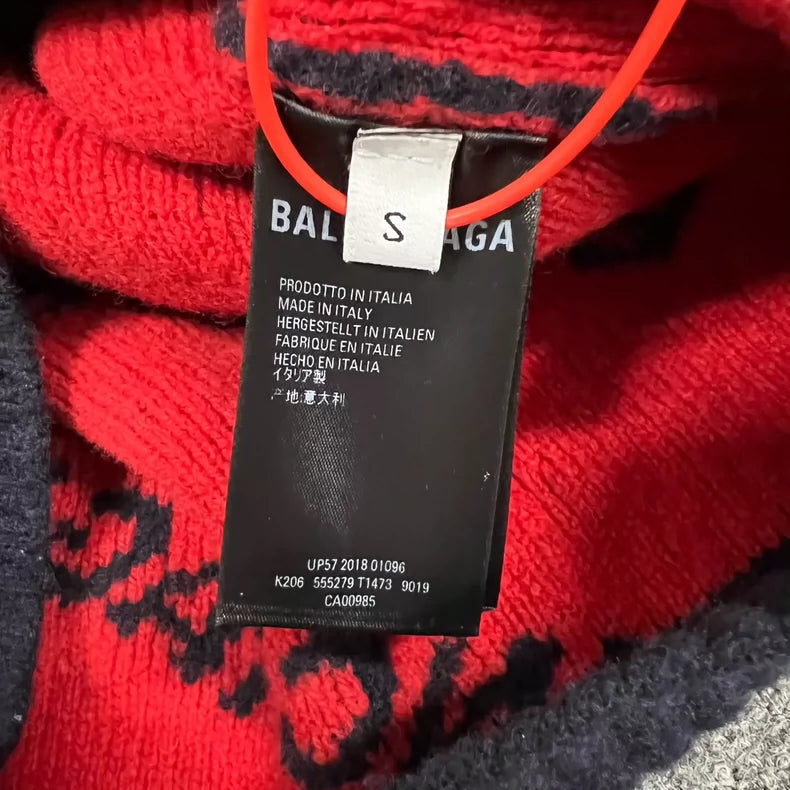 S
BAL AGA
PRODOTTO IN ITALIA
MADE IN ITALY
HERGESTELLT IN ITALIEN
FABRIQUE EN ITALIE
HECHO EN ITALIA
イタリア製
产地:意大利
UP57 2018 01096
K206 555279 T1473 9019
CA00985